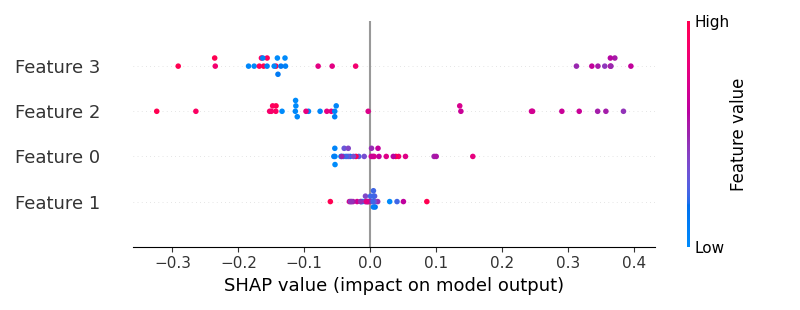 High
Feature 3
Feature 2
Feature 0
Feature 1
Feature value
Low
−0.3 −0.2 −0.1 0.0 0.1 0.2 0.3 0.4
SHAP value (impact on model output)